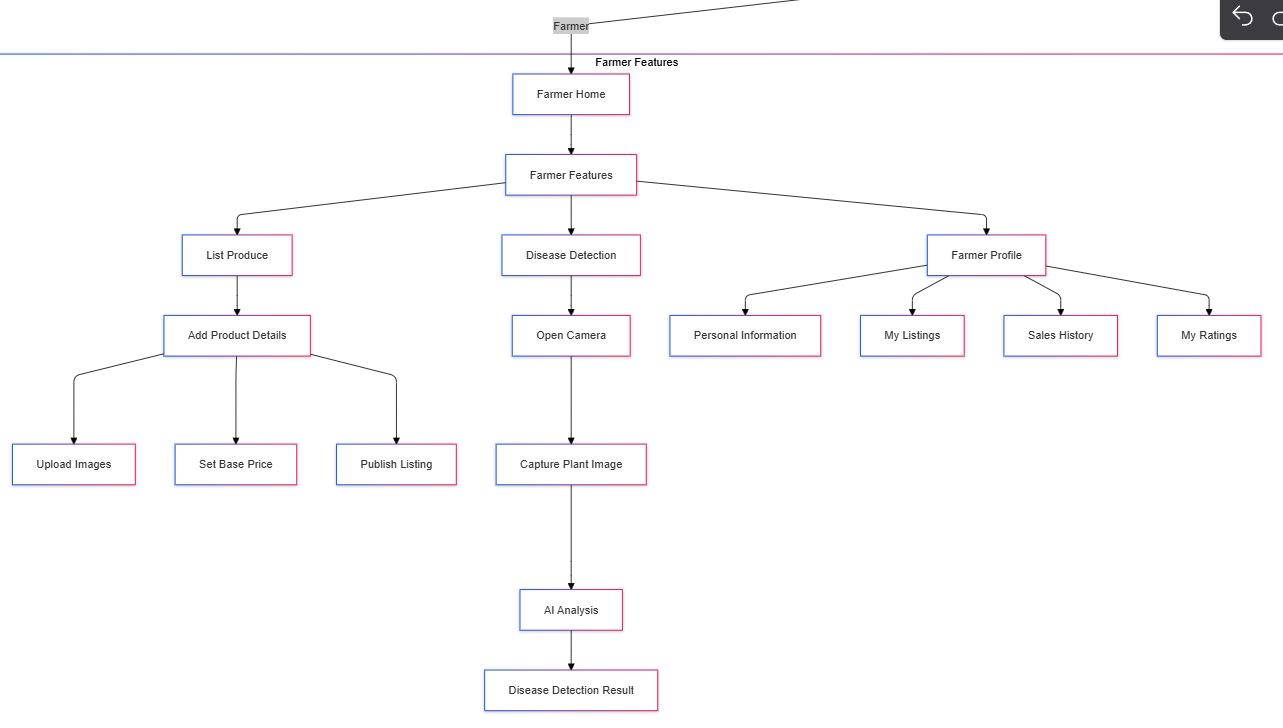 Farmer
Farmer Features
Farmer Home
Farmer Features
List Produce
Disease Detection
Farmer Profile
Add Product Details
Open Camera
Personal Information
My Listings
Sales History
My Ratings
Upload Images
Set Base Price
Publish Listing
Capture Plant Image
AI Analysis
Disease Detection Result